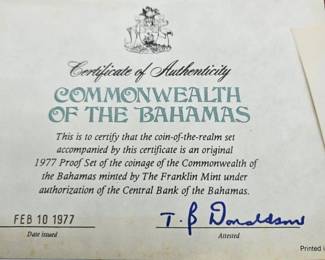 Certificate of Authenticity
COMMONWEALTH
OF THE BAHAMAS
This is to certify that the coin-of-the-realm set
accompanied by this certificate is an original
1977 Proof Set of the coinage of the Commonwealth of
the Bahamas minted by The Franklin Mint under
authorization of the Central Bank of the Bahamas.
FEB 10 1977
T. B Donaldson
Date issued
Attested
Printed i